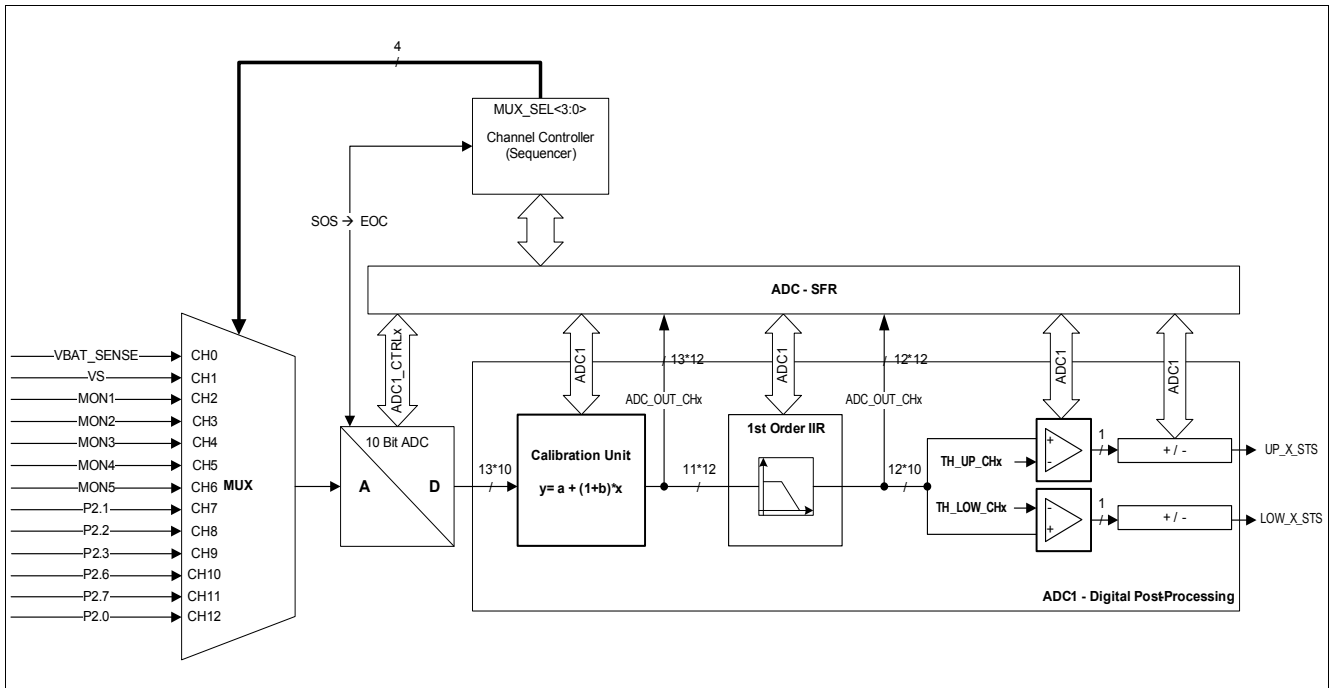 4
MUX_SEL<3:0>
Channel Controller
(Sequencer)
SOS → EOC
ADC - SFR
VBAT_SENSE
CH0
VS
CH1
MON1
CH2
MON2
CH3
MON3
CH4
MON4
CH5
MON5
CH6
MUX
P2.1
CH7
P2.2
CH8
P2.3
CH9
P2.6
CH10
P2.7
CH11
P2.0
CH12
ADC1_CTRLx
ADC1
13*12
ADC1
12*12
ADC1
ADC1
ADC_OUT_CHx
ADC_OUT_CHx
10 Bit ADC
A
D
13*10
Calibration Unit
y= a + (1+b)*x
11*12
1st Order IIR
12*10
TH_UP_CHx
+
-
1
+ / -
UP_X_STS
TH_LOW_CHx
-
+
1
+ / -
LOW_X_STS
ADC1 - Digital Post-Processing